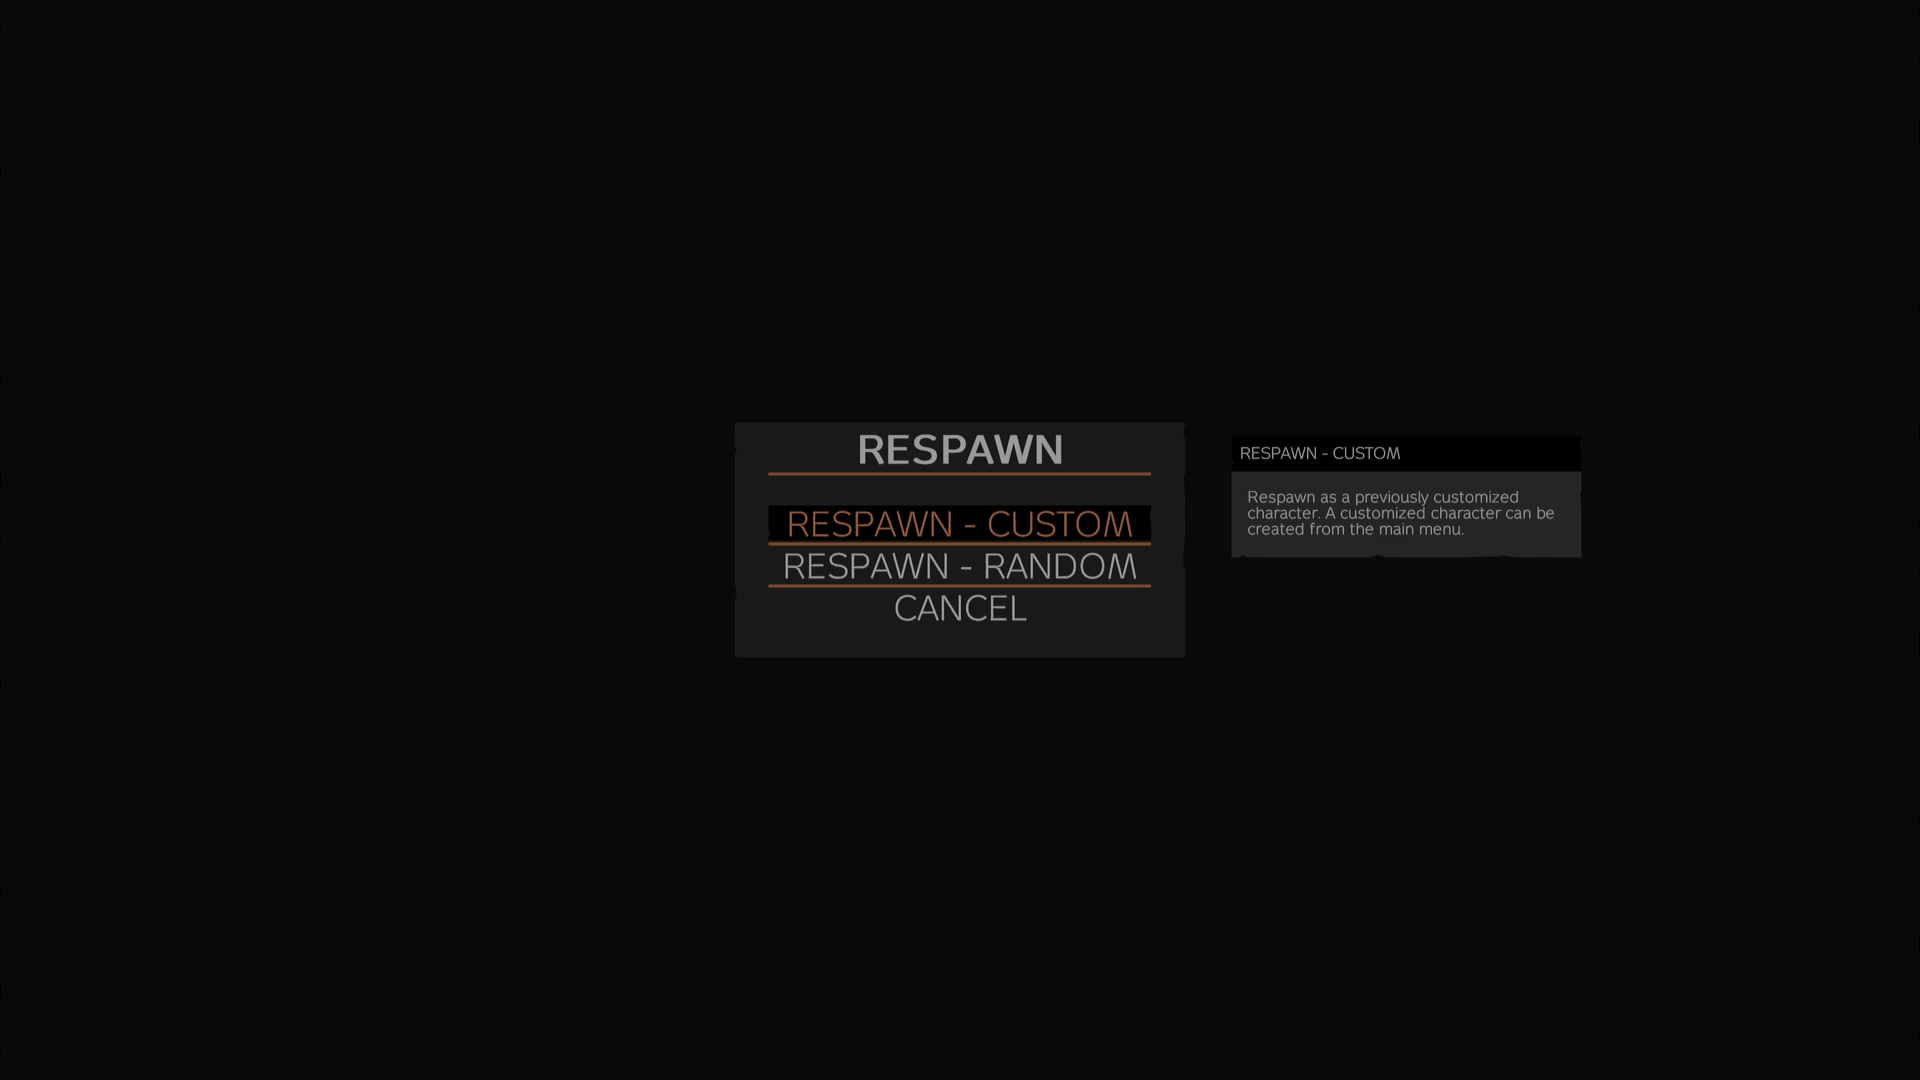 RESPAWN
RESPAWN - CUSTOM
RESPAWN - RANDOM
CANCEL
RESPAWN - CUSTOM
Respawn as a previously customized
character. A customized character can be
created from the main menu.